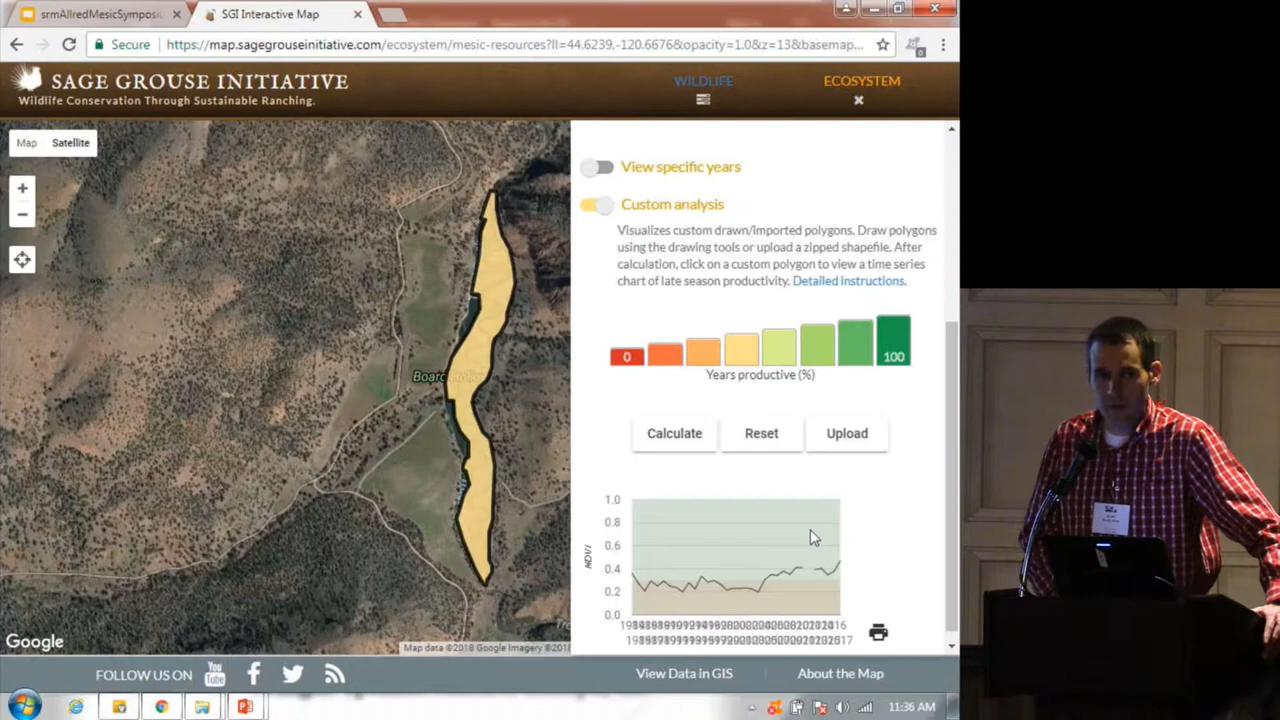 srmAllredMesicSymposi
SGI Interactive Map
Secure
https://map.sagegrouseinitiative.com/ecosystem/mesic-resources?ll=44.6239,-120.6676&opacity=1.0&z=13&basemap...
SAGE GROUSE INITIATIVE
Wildlife Conservation Through Sustainable Ranching.
WILDLIFE
ECOSYSTEM
Map
Satellite
View specific years
Custom analysis
Visualizes custom drawn/imported polygons. Draw polygons
using the drawing tools or upload a zipped shapefile. After
calculation, click on a custom polygon to view a time series
chart of late season productivity. Detailed instructions.
0
100
Years productive (%)
Calculate
Reset
Upload
1.0
0.8
0.6
0.4
0.2
0.0
NDVI
Google
Map data ©2018 Google Imagery ©2018
FOLLOW US ON
You
Tube
View Data in GIS
About the Map
11:36 AM